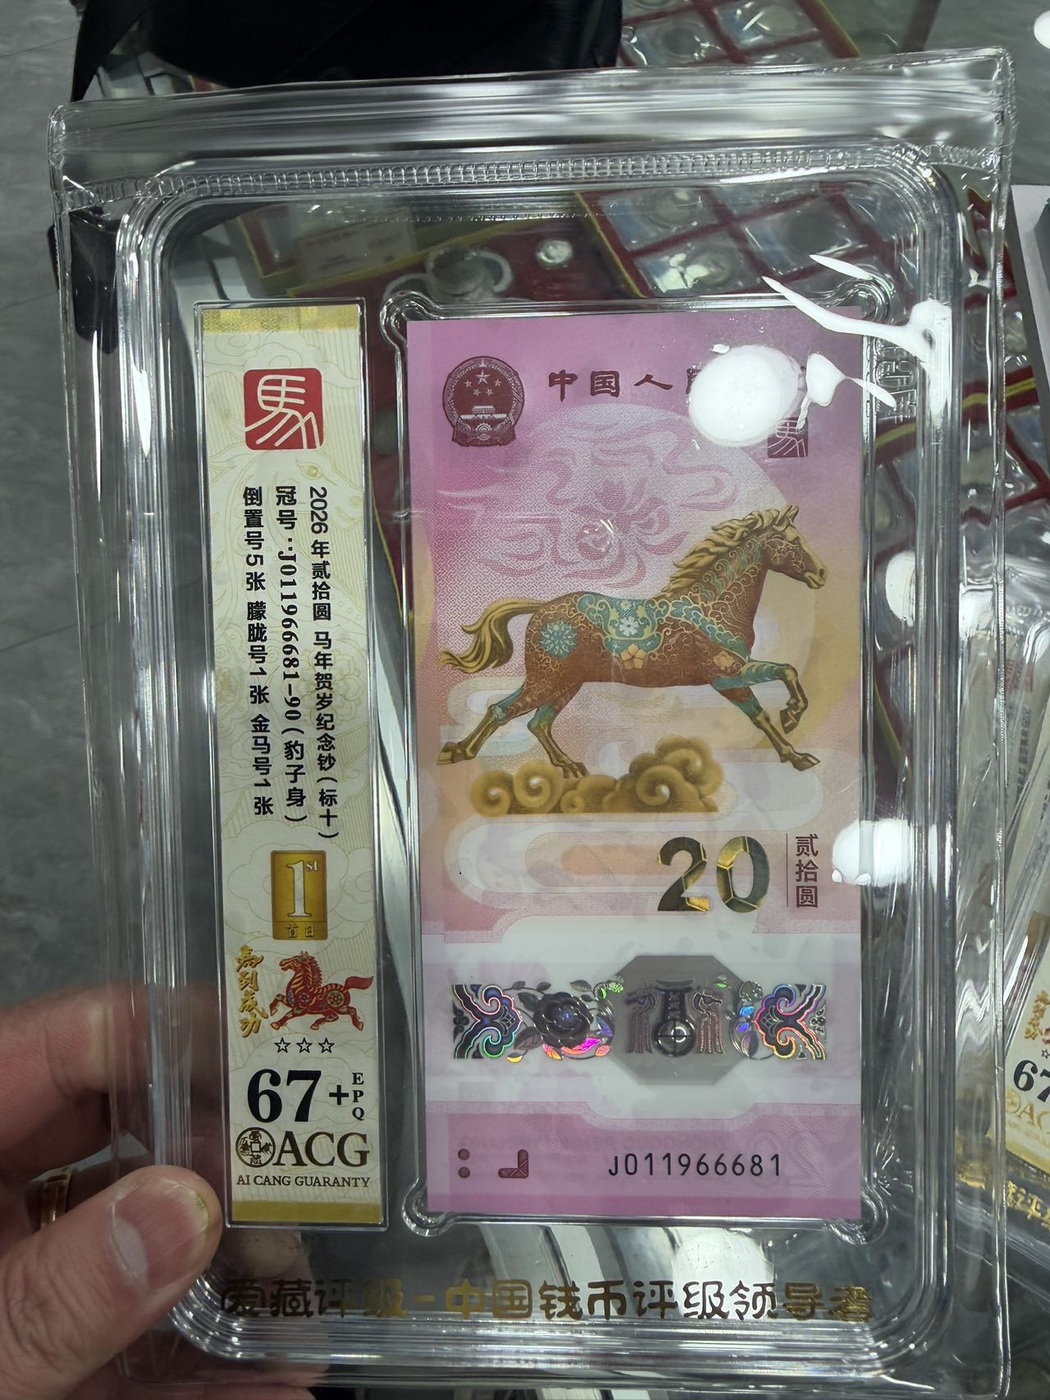 馬
2026年贰拾圆 马年贺岁纪念钞(标十)
冠号:J011966681-90(豹子身)
倒置号5张 朦胧号1张 金马号1张
1st
首日
馬到成功
☆☆☆
67+EPQ
ACG
AI CANG GUARANTY
中国人
20
贰拾圆
J011966681
爱藏评级-中国钱币评级领导者
67